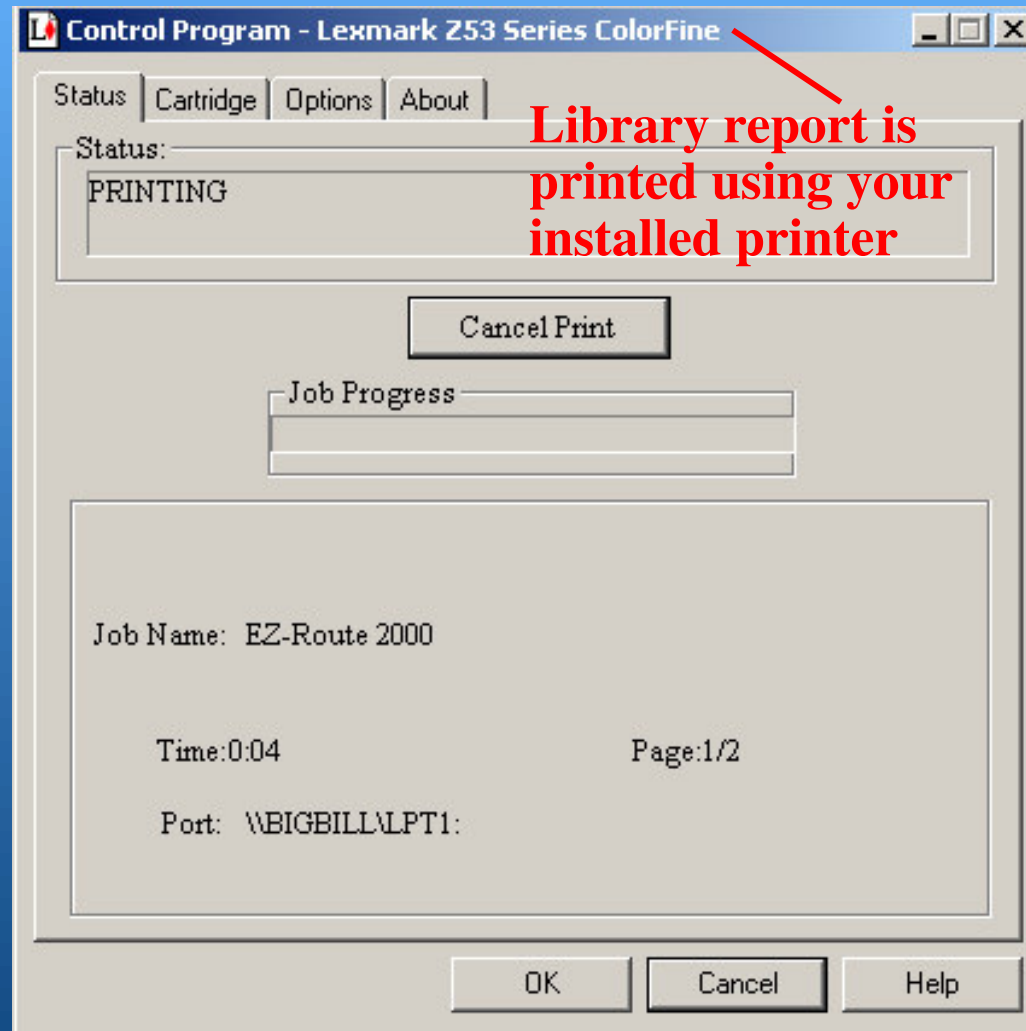 Control Program - Lexmark Z53 Series ColorFine
Status Cartridge Options About
Library report is
printed using your
installed printer
Status:
PRINTING
Cancel Print
Job Progress
Job Name: EZ-Route 2000
Time:0:04 Page:1/2
Port: \\BIGBILL\LPT1:
OK Cancel Help